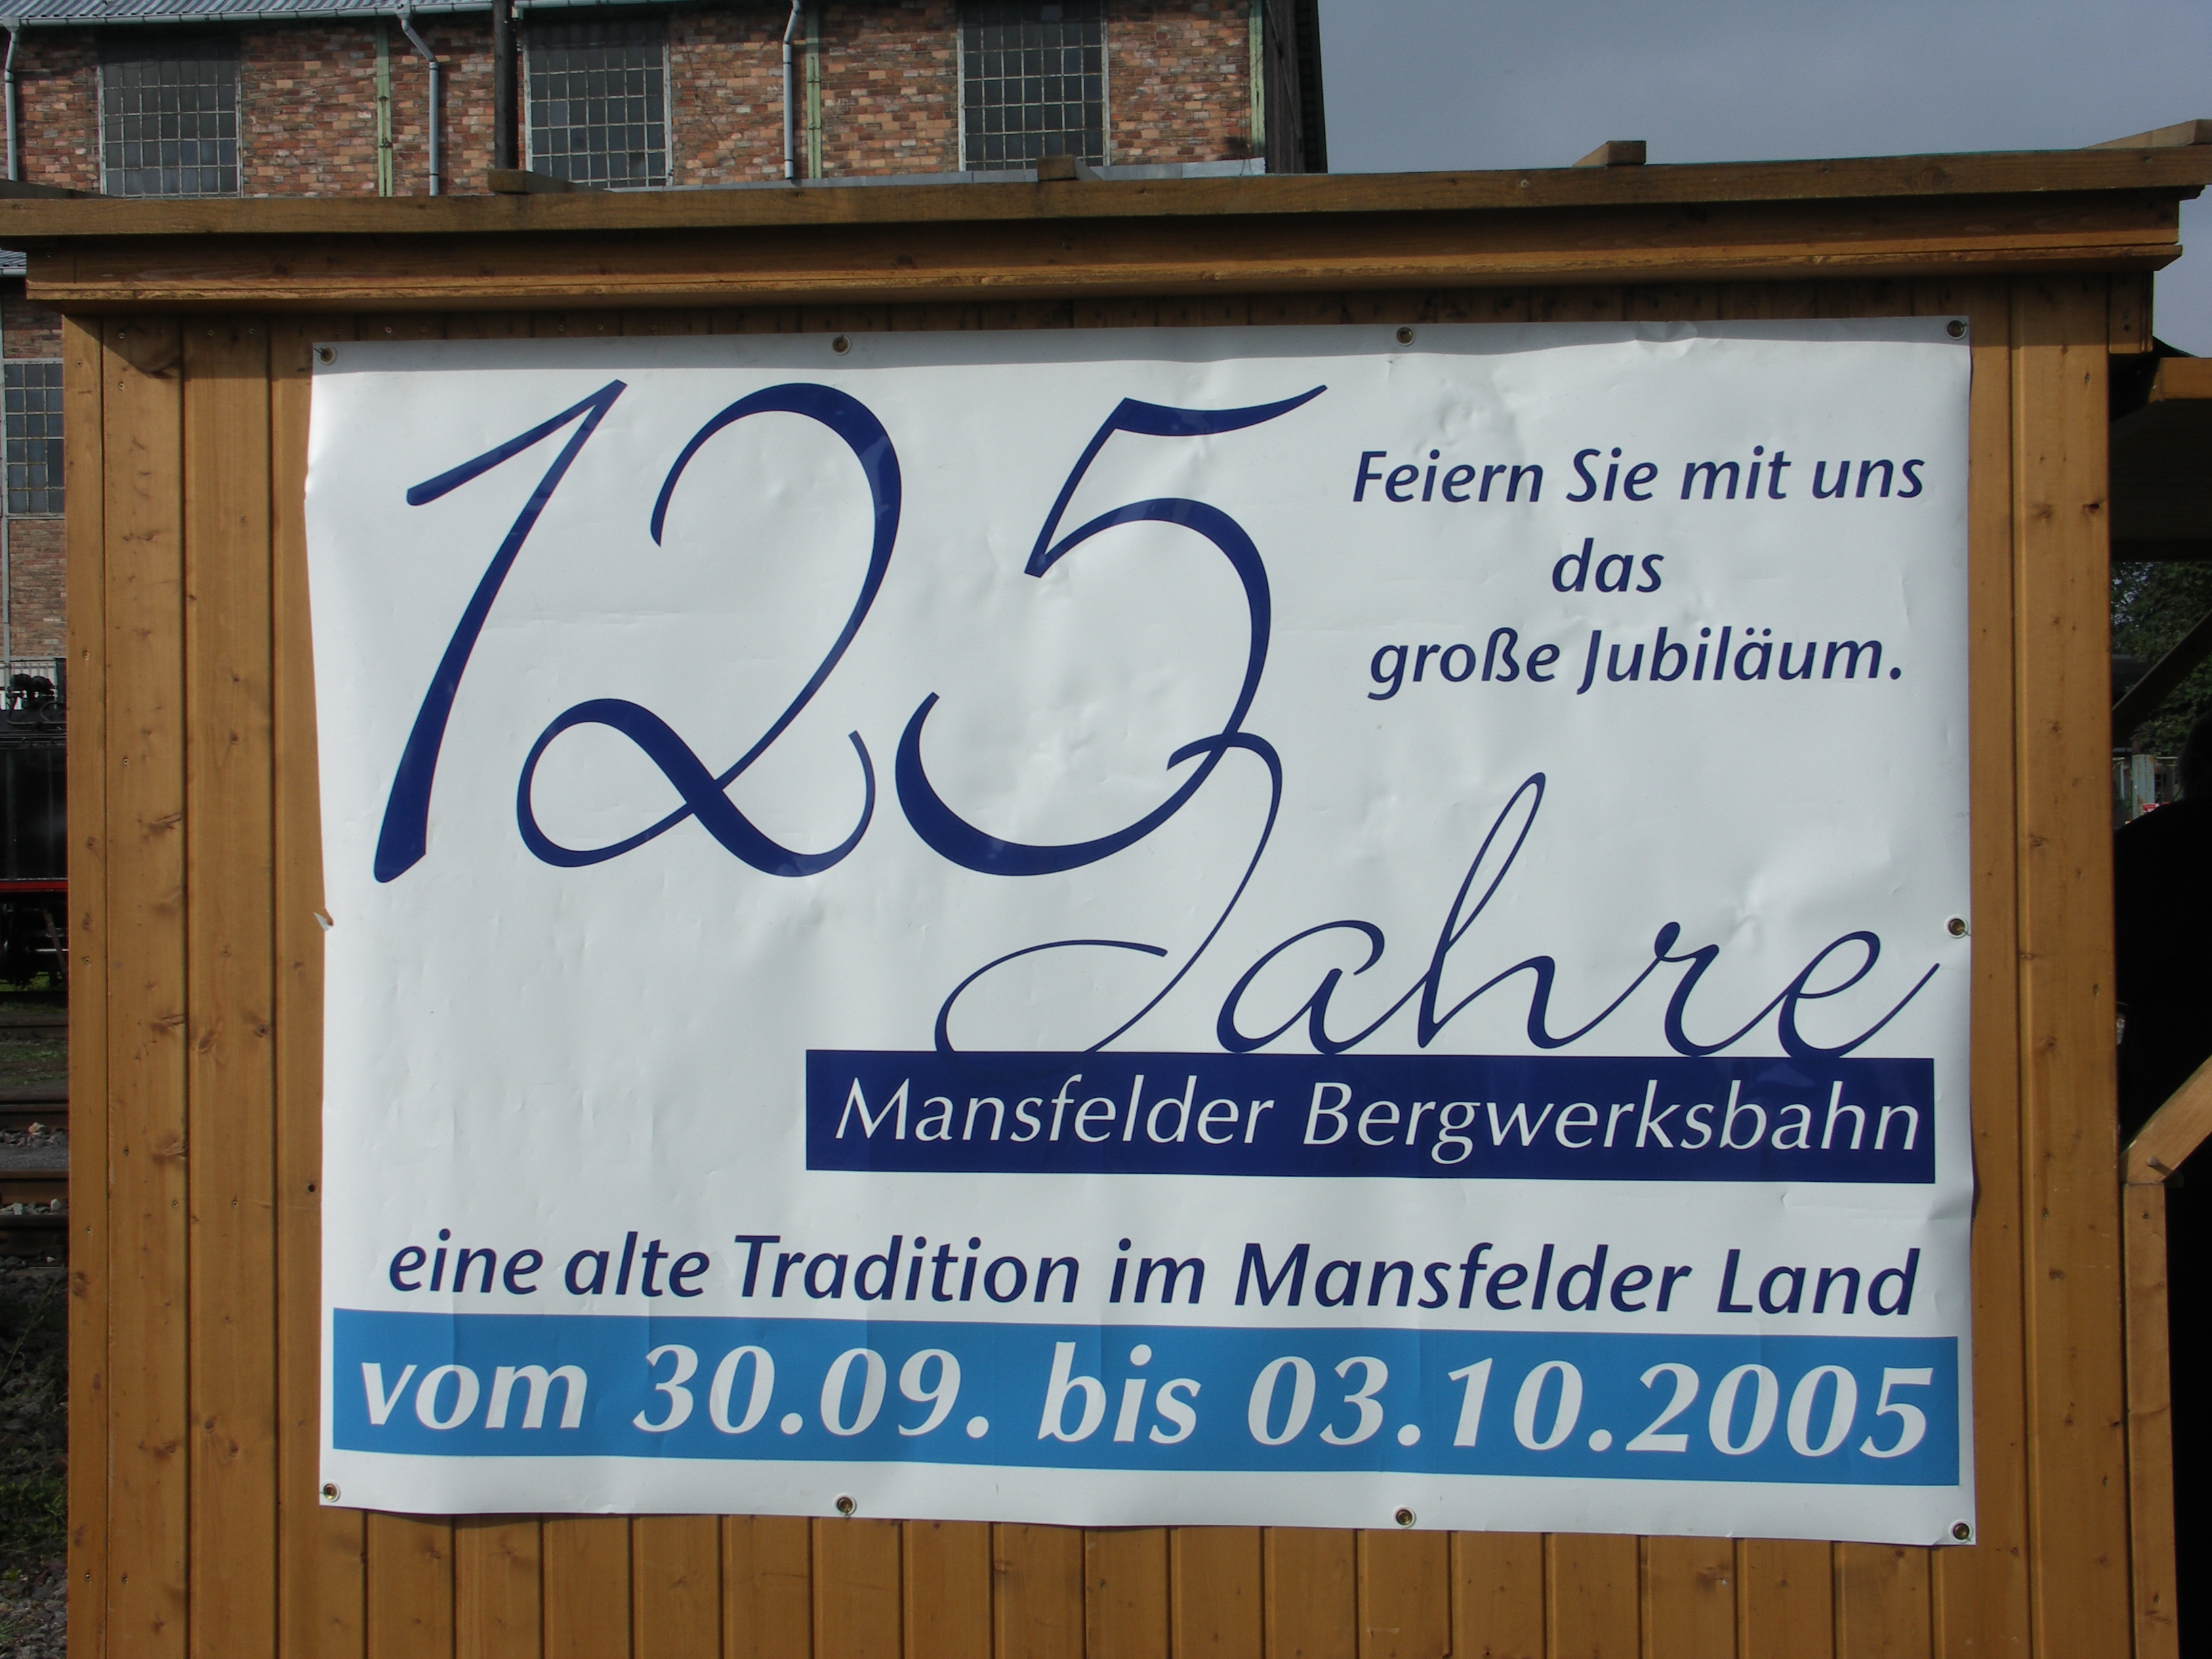 125
Feiern Sie mit uns
das
große Jubiläum.
Jahre
Mansfelder Bergwerksbahn
eine alte Tradition im Mansfelder Land
vom 30.09. bis 03.10.2005